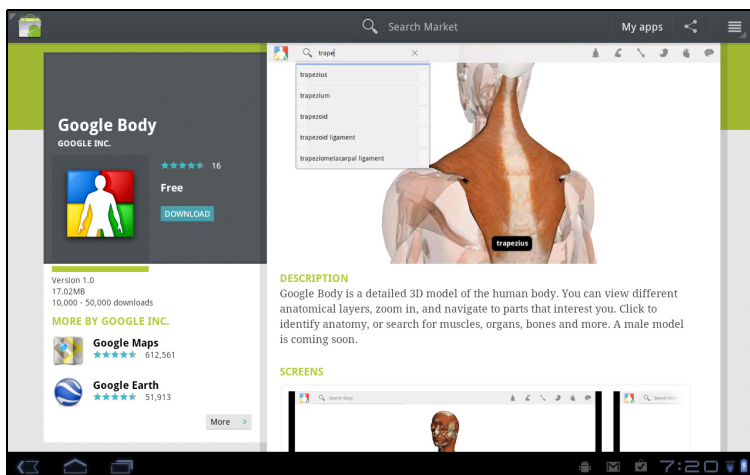 Search Market
My apps
Google Body
GOOGLE INC.
16
Free
DOWNLOAD
Version 1.0
17.02MB
10,000 - 50,000 downloads
MORE BY GOOGLE INC.
Google Maps
612,561
Google Earth
51,913
More
trape
trapezius
trapezium
trapezoid
trapezoid ligament
trapeziometacarpal ligament
trapezius
DESCRIPTION
Google Body is a detailed 3D model of the human body. You can view different
anatomical layers, zoom in, and navigate to parts that interest you. Click to
identify anatomy, or search for muscles, organs, bones and more. A male model
is coming soon.
SCREENS
Search Body
Search Body
7:20